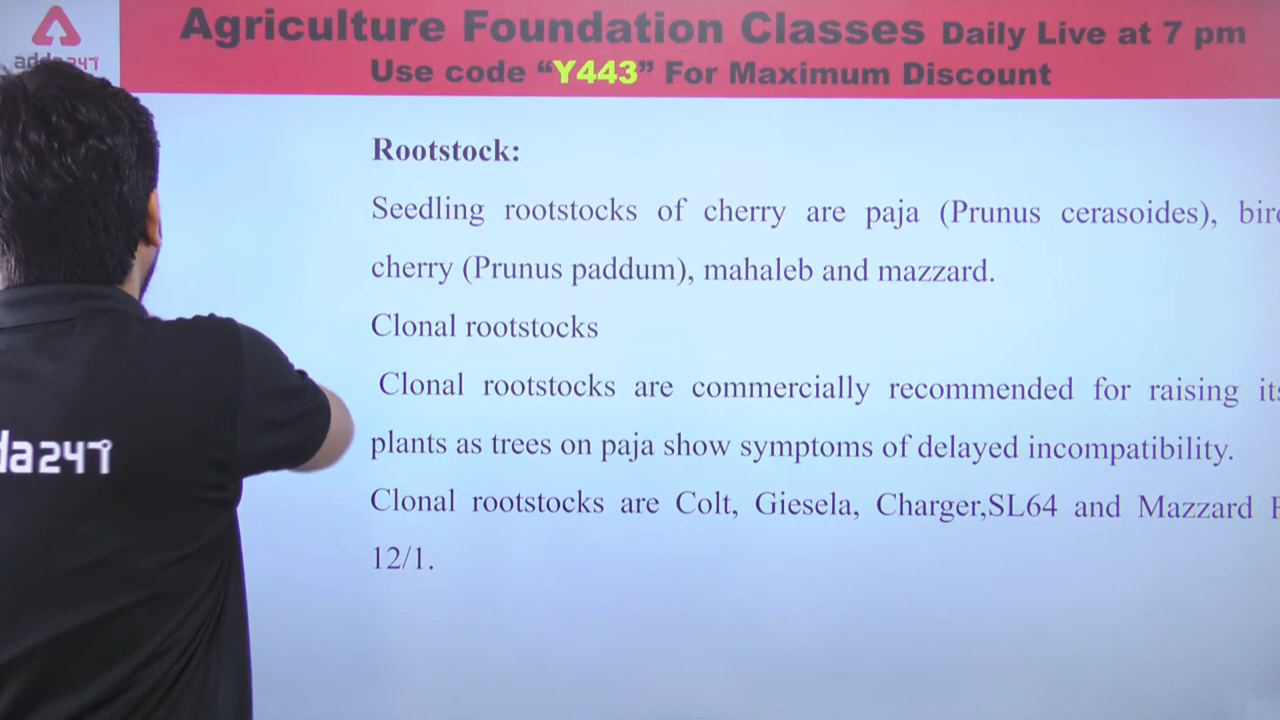 Agriculture Foundation Classes Daily Live at 7 pm
adda247
Use code “Y443” For Maximum Discount
Rootstock:
Seedling rootstocks of cherry are paja (Prunus cerasoides),
cherry (Prunus paddum), mahaleb and mazzard.
Clonal rootstocks
Clonal rootstocks are commercially recommended for raising its
plants as trees on paja show symptoms of delayed incompatibility.
da247
Clonal rootstocks are Colt, Giesela, Charger,SL64 and Mazzard
12/1.